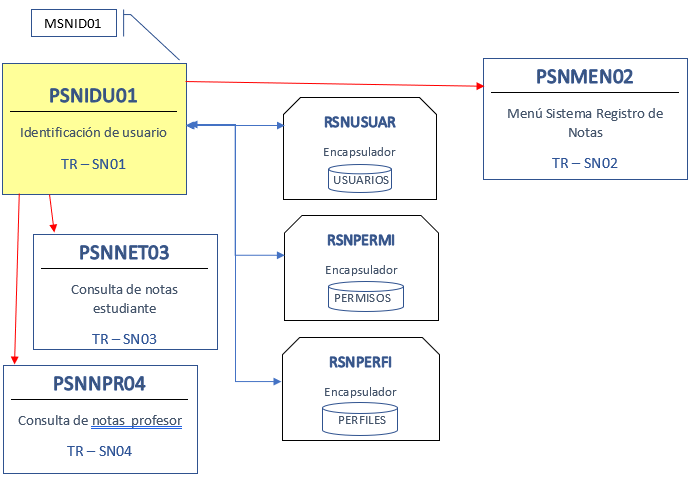 MSNID01
PSNIDU01
Identificación de usuario
TR – SN01
PSNMEN02
Menú Sistema Registro de
Notas
TR – SN02
RSNUSUAR
Encapsulador
USUARIOS
RSNPERMI
Encapsulador
PERMISOS
PSNNET03
Consulta de notas
estudiante
TR – SN03
RSNPERFI
Encapsulador
PERFILES
PSNNPR04
Consulta de notas profesor
TR – SN04